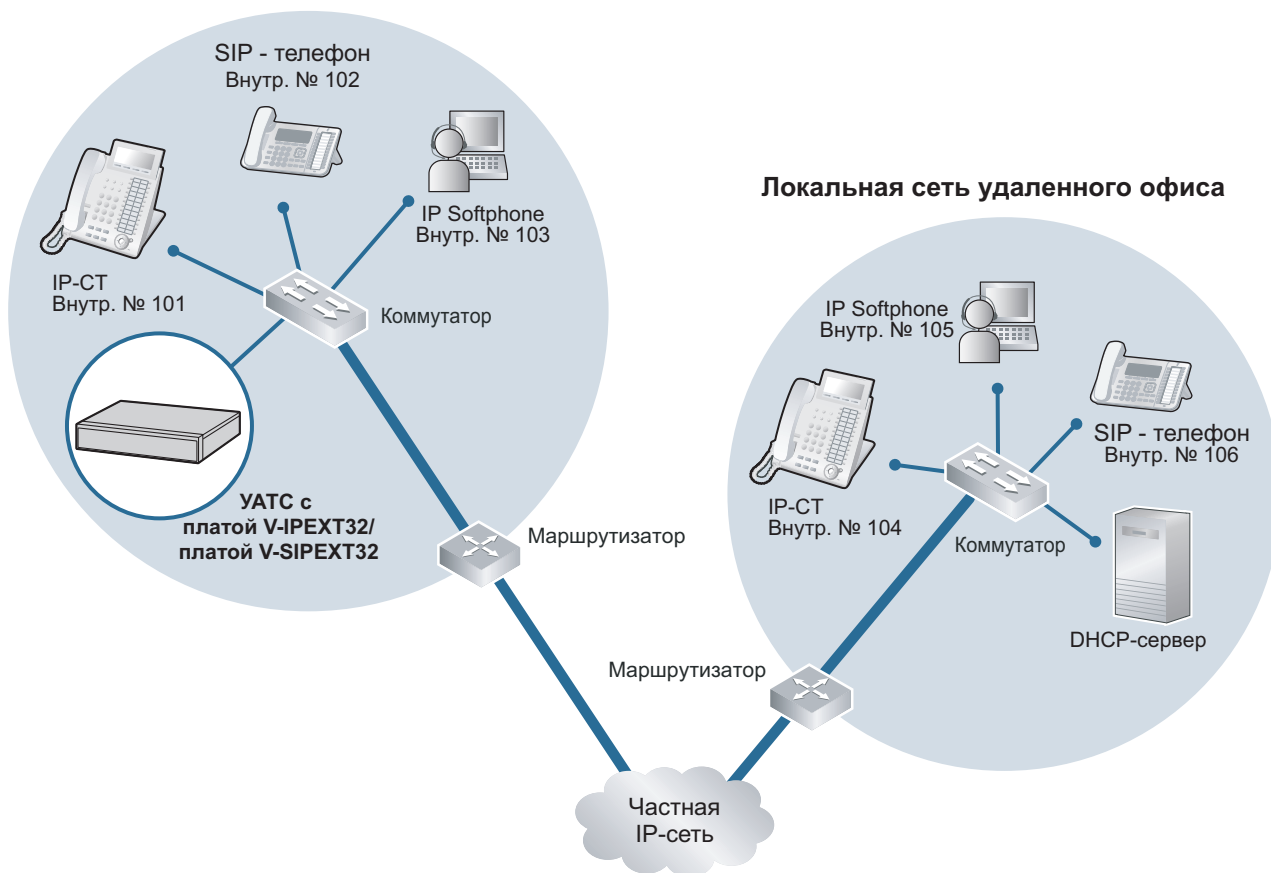 SIP - телефон
Внутр. № 102
IP Softphone
Внутр. № 103
IP-CT
Внутр. № 101
Коммутатор
УАТС с
платой V-IPEXT32/
платой V-SIPEXT32
Маршрутизатор
Локальная сеть удаленного офиса
IP Softphone
Внутр. № 105
SIP - телефон
Внутр. № 106
IP-CT
Внутр. № 104
Коммутатор
DHCP-сервер
Маршрутизатор
Частная
IP-сеть